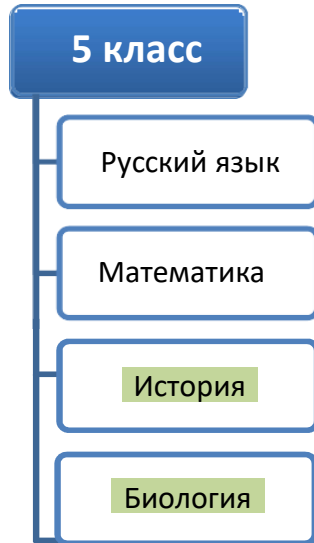 5 класс
Русский язык
Математика
История
Биология